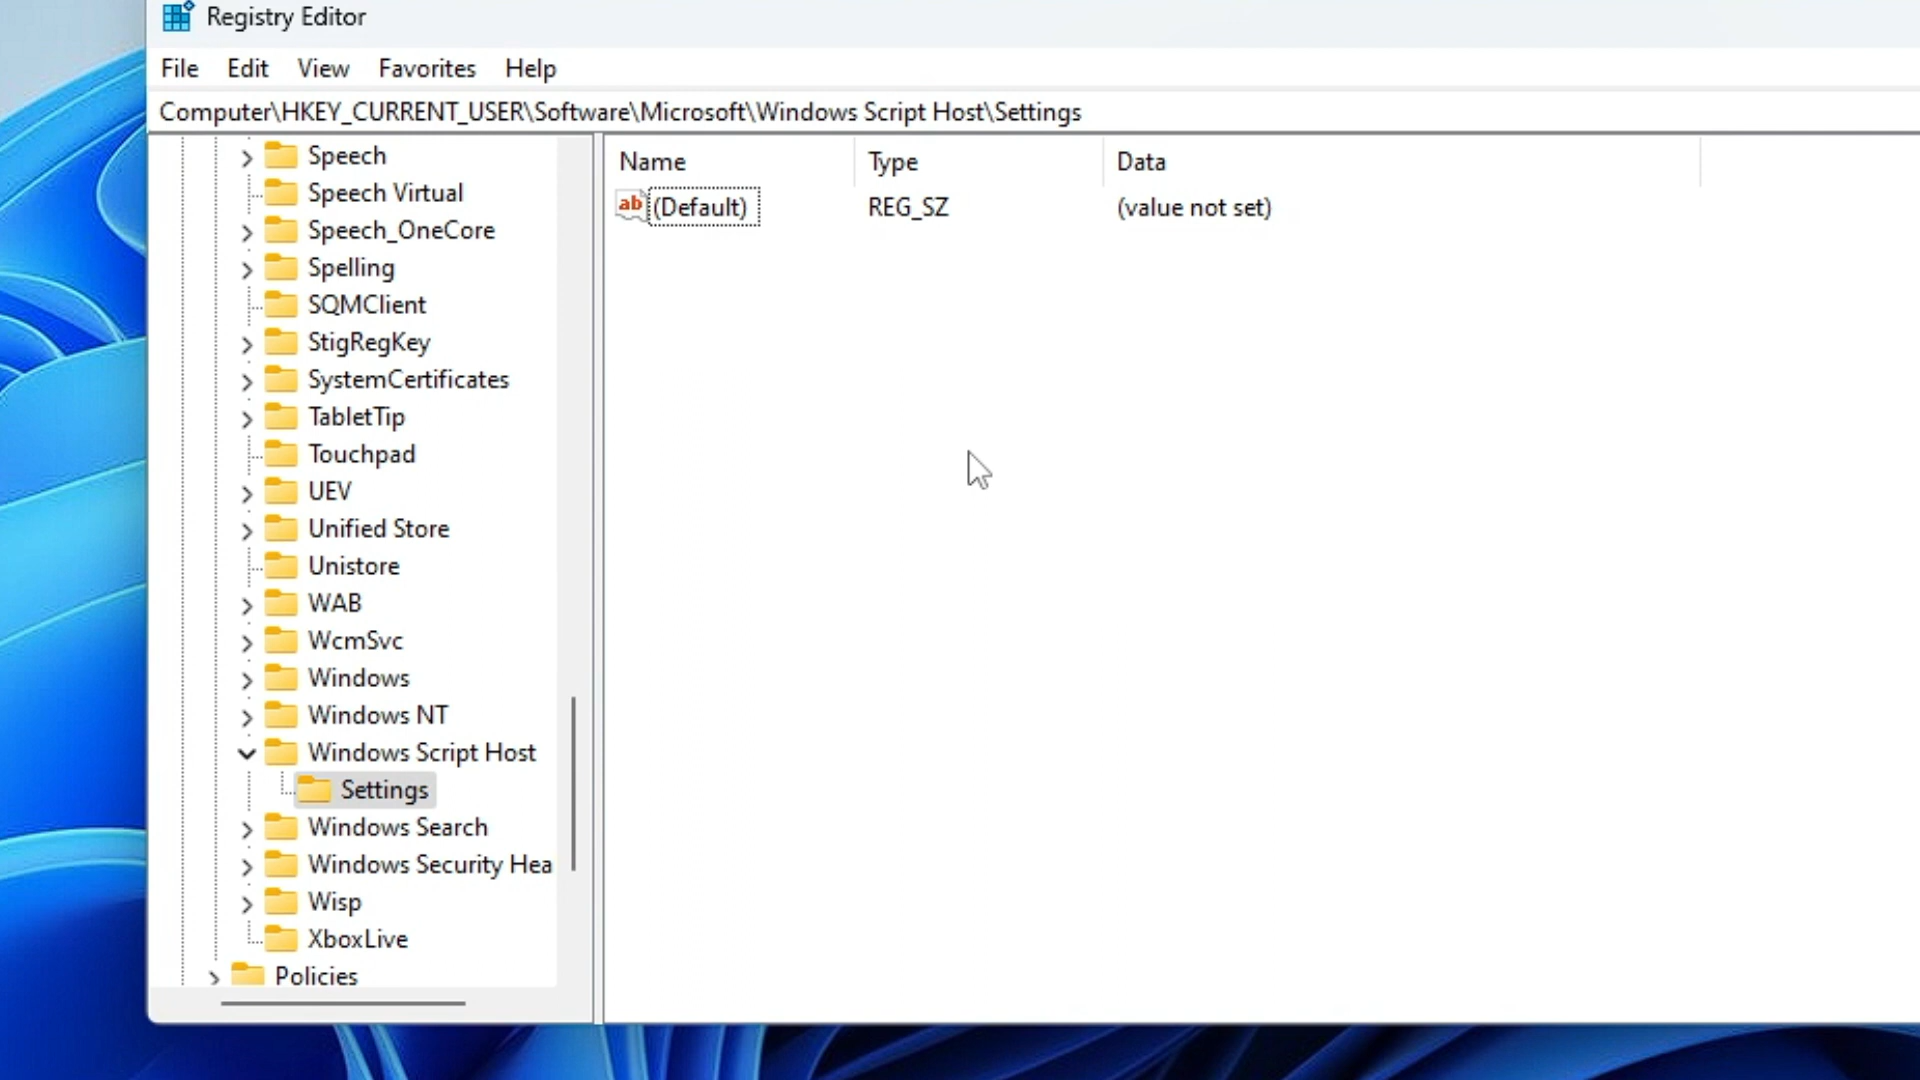 Registry Editor
File Edit View Favorites Help
Computer\HKEY_CURRENT_USER\Software\Microsoft\Windows Script Host\Settings
Speech
Speech Virtual
Speech_OneCore
Spelling
SQMClient
StigRegKey
SystemCertificates
TabletTip
Touchpad
UEV
Unified Store
Unistore
WAB
WcmSvc
Windows
Windows NT
Windows Script Host
Settings
Windows Search
Windows Security Hea
Wisp
XboxLive
Policies
Name Type Data
ab (Default) REG_SZ (value not set)